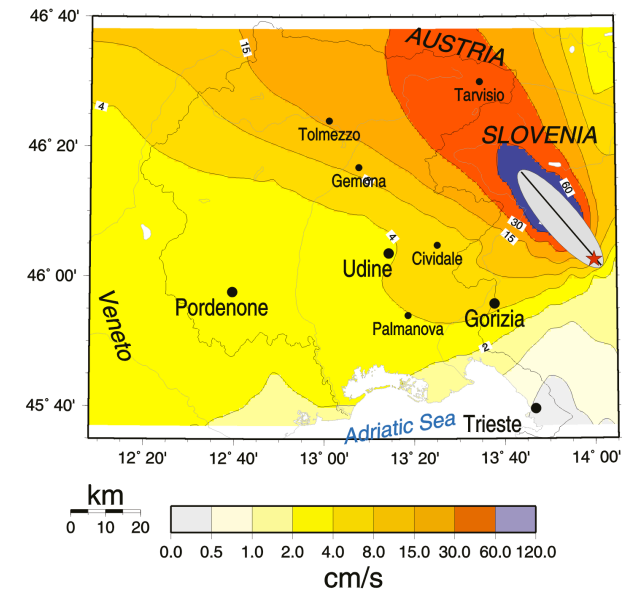 46° 40'
46° 20'
46° 00'
45° 40'
AUSTRIA
15
Tarvisio
4
Tolmezzo
SLOVENIA
Gemona
60
30
15
4
Cividale
Udine
Pordenone
Veneto
Palmanova
Gorizia
2
Adriatic Sea
Trieste
12° 20'
12° 40'
13° 00'
13° 20'
13° 40'
14° 00'
km
0 10 20
0.0 0.5 1.0 2.0 4.0 8.0 15.0 30.0 60.0 120.0
cm/s